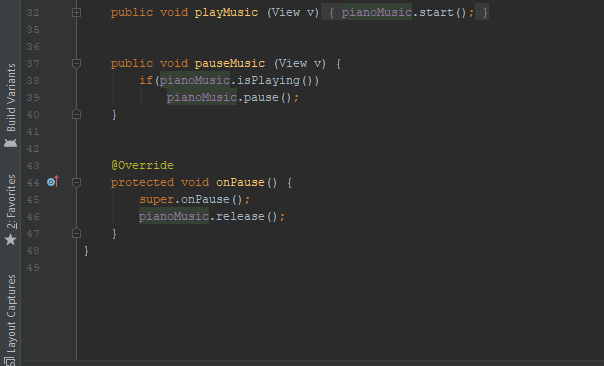 32 public void playMusic (View v) { pianoMusic.start(); }
35
36
37 public void pauseMusic (View v) {
38 if(pianoMusic.isPlaying())
39 pianoMusic.pause();
40 }
41
42
43 @Override
44 protected void onPause() {
45 super.onPause();
46 pianoMusic.release();
47 }
48 }
49
Build Variants
2: Favorites
Layout Captures